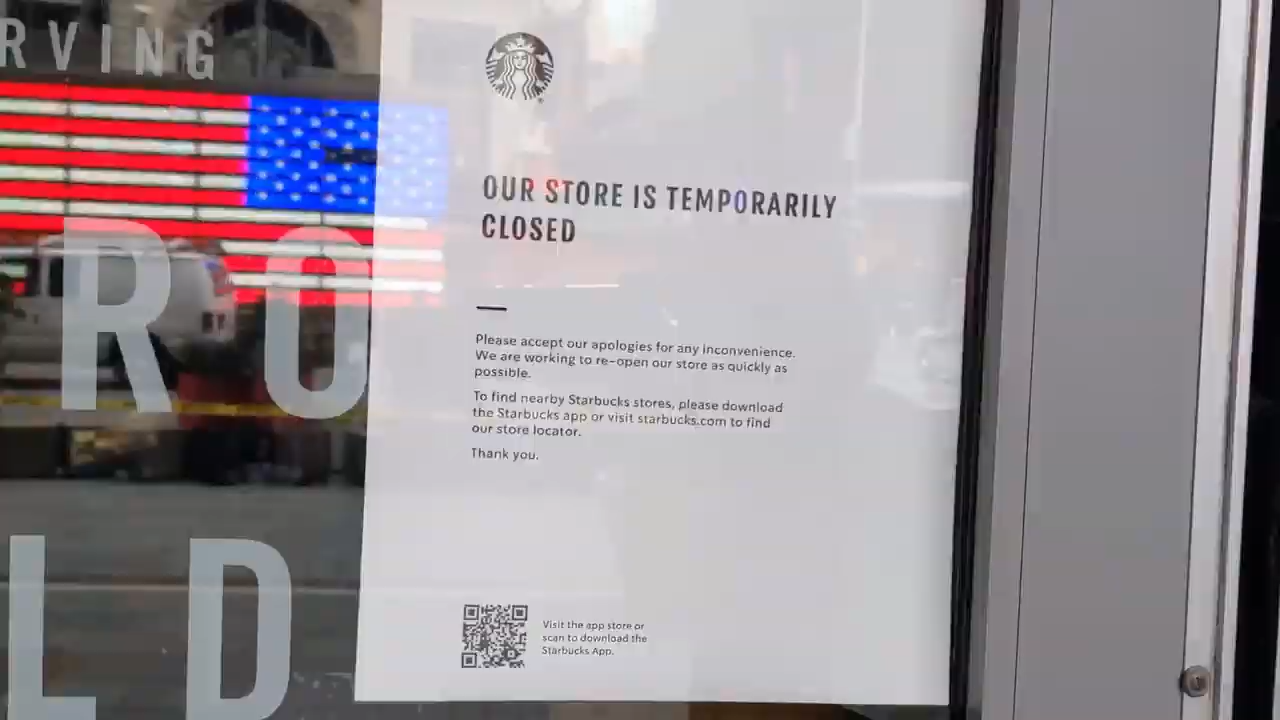 RVING
RO
LD
OUR STORE IS TEMPORARILY
CLOSED
Please accept our apologies for any inconvenience.
We are working to re-open our store as quickly as
possible.
To find nearby Starbucks stores, please download
the Starbucks app or visit starbucks.com to find
our store locator.
Thank you.
Visit the app store or
scan to download the
Starbucks App.